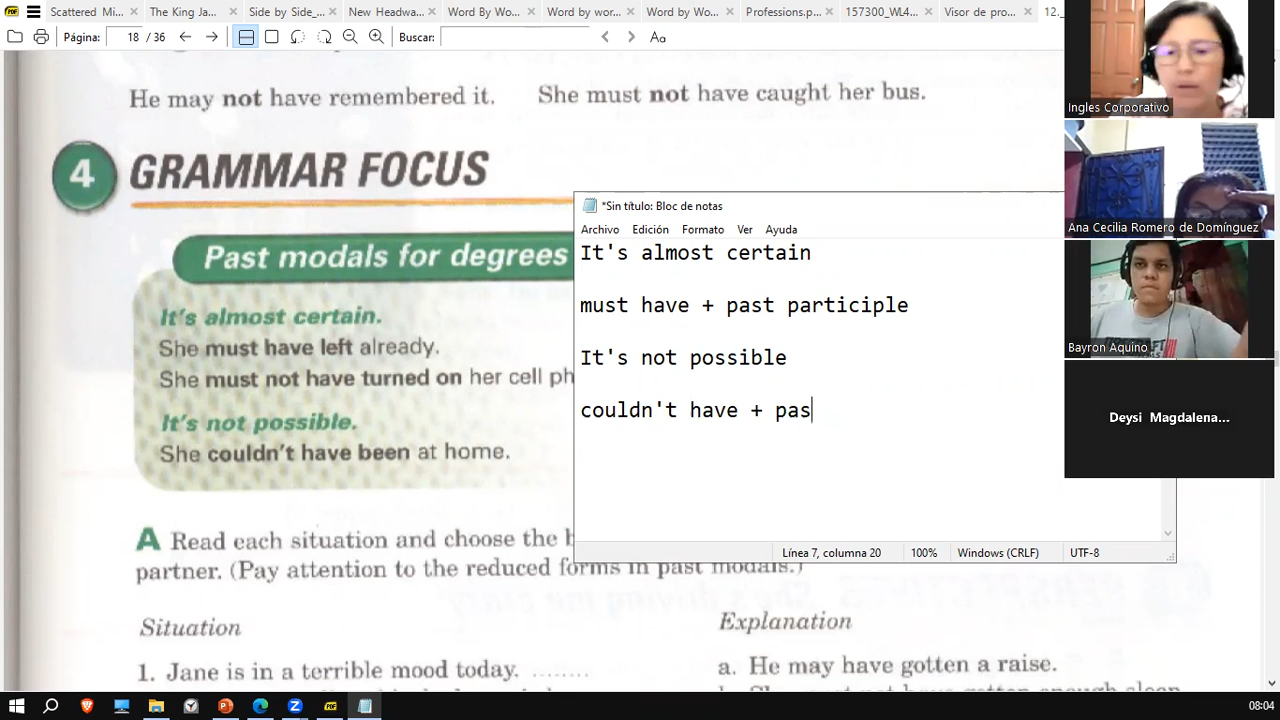 Scattered Mi...
The King Ja...
Side by Side_...
New Headwa...
Word By Wo...
Word by wor...
Word by W...
Professions.p...
157300_WL4...
Visor de pro...
12._
Página:
18 / 36
Buscar:
Aa
He may not have remembered it. She must not have caught her bus.
4 GRAMMAR FOCUS
Past modals for degrees
It's almost certain.
She must have left already.
She must not have turned on her cell ph
It's not possible.
She couldn't have been at home.
A Read each situation and choose the b
partner. (Pay attention to the reduced forms in past modals.)
Situation
Explanation
1. Jane is in a terrible mood today. ........
a. He may have gotten a raise.
*Sin título: Bloc de notas
Archivo Edición Formato Ver Ayuda
It's almost certain
must have + past participle
It's not possible
couldn't have + pas
Línea 7, columna 20
100%
Windows (CRLF)
UTF-8
Ingles Corporativo
Ana Cecilia Romero de Domínguez
Bayron Aquino
Deysi Magdalena...
08:04